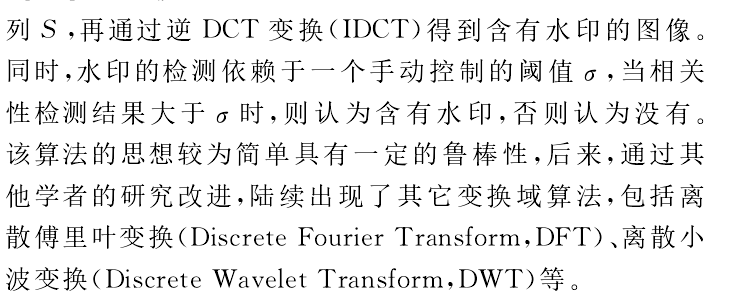 列 S ,再通过逆 DCT 变换(IDCT)得到含有水印的图像。
同时,水印的检测依赖于一个手动控制的阈值 σ ,当相关
性检测结果大于 σ 时,则认为含有水印,否则认为没有。
该算法的思想较为简单具有一定的鲁棒性,后来,通过其
他学者的研究改进,陆续出现了其它变换域算法,包括离
散傅里叶变换(Discrete Fourier Transform,DFT)、离散小
波变换(Discrete Wavelet Transform,DWT)等。